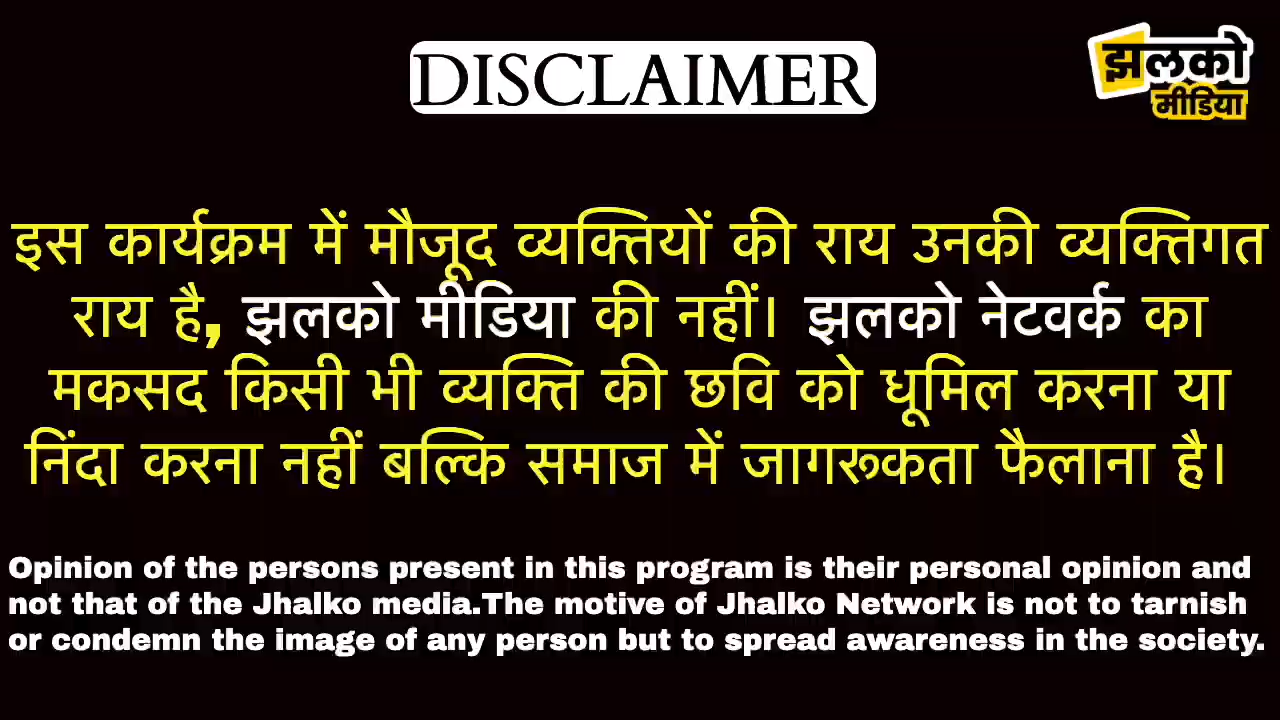 DISCLAIMER
झलको
मीडिया
इस कार्यक्रम में मौजूद व्यक्तियों की राय उनकी व्यक्तिगत
राय है, झलको मीडिया की नहीं। झलको नेटवर्क का
मकसद किसी भी व्यक्ति की छवि को धूमिल करना या
निंदा करना नहीं बल्कि समाज में जागरूकता फैलाना है।
Opinion of the persons present in this program is their personal opinion and
not that of the Jhalko media.The motive of Jhalko Network is not to tarnish
or condemn the image of any person but to spread awareness in the society.